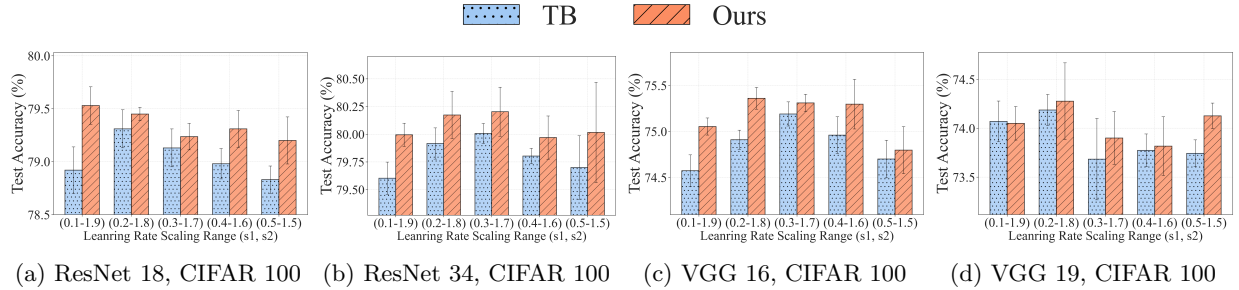 TB Ours
Test Accuracy (%)
80.0
79.5
79.0
78.5
(0.1-1.9) (0.2-1.8) (0.3-1.7) (0.4-1.6) (0.5-1.5)
Leanring Rate Scaling Range (s1, s2)
(a) ResNet 18, CIFAR 100
Test Accuracy (%)
80.50
80.25
80.00
79.75
79.50
(0.1-1.9) (0.2-1.8) (0.3-1.7) (0.4-1.6) (0.5-1.5)
Leanring Rate Scaling Range (s1, s2)
(b) ResNet 34, CIFAR 100
Test Accuracy (%)
75.5
75.0
74.5
(0.1-1.9) (0.2-1.8) (0.3-1.7) (0.4-1.6) (0.5-1.5)
Leanring Rate Scaling Range (s1, s2)
(c) VGG 16, CIFAR 100
Test Accuracy (%)
74.5
74.0
73.5
(0.1-1.9) (0.2-1.8) (0.3-1.7) (0.4-1.6) (0.5-1.5)
Leanring Rate Scaling Range (s1, s2)
(d) VGG 19, CIFAR 100